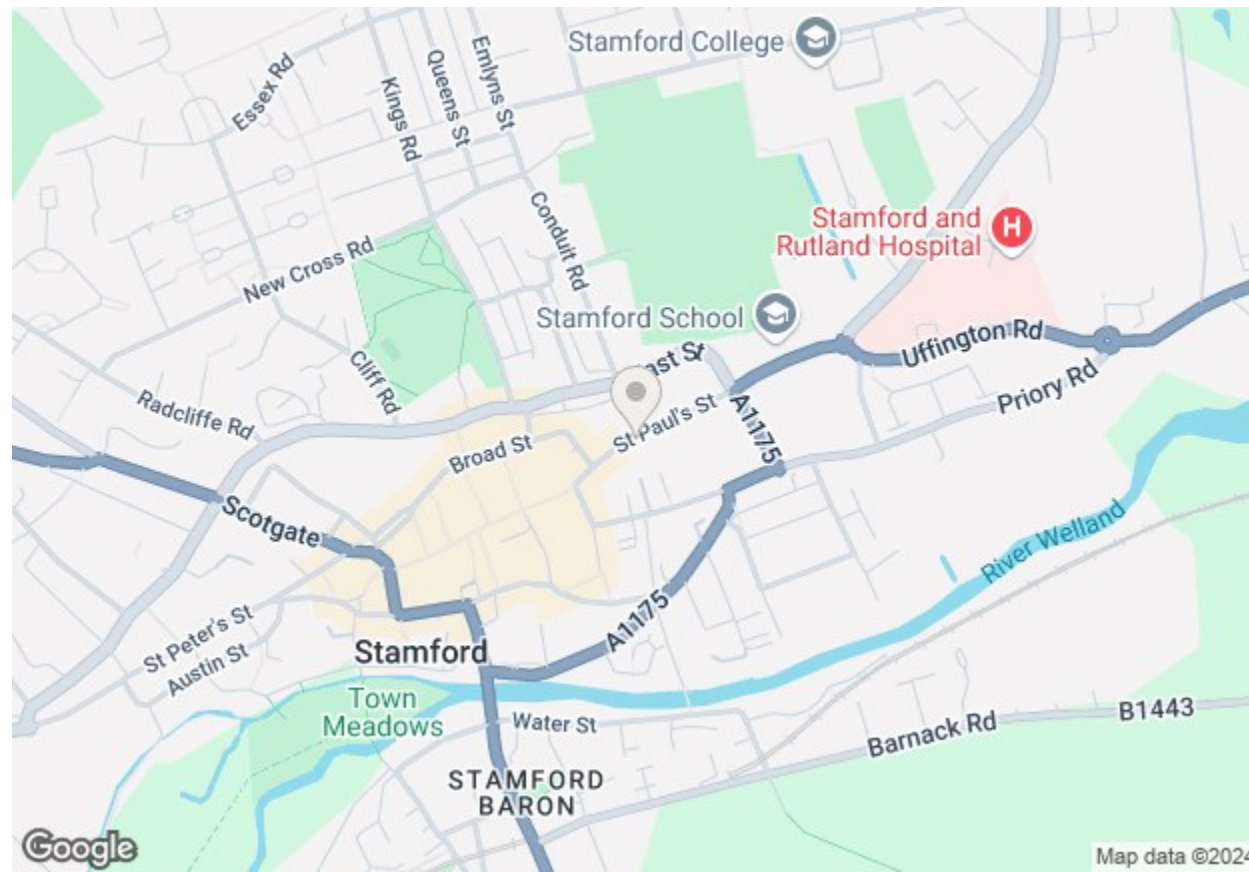 Stamford College
Emlyns St
Queens St
Essex Rd
Kings Rd
Conduit Rd
Stamford and
Rutland Hospital
H
New Cross Rd
Stamford School
Uffington Rd
Cliff Rd
ast St
Priory Rd
Radcliffe Rd
St Paul's St
A1175
Broad St
Scotgate
River Welland
St Peter's St
A1175
Austin St
Stamford
Town
Meadows
Water St
B1443
Barnack Rd
STAMFORD
BARON
Google
Map data ©2024